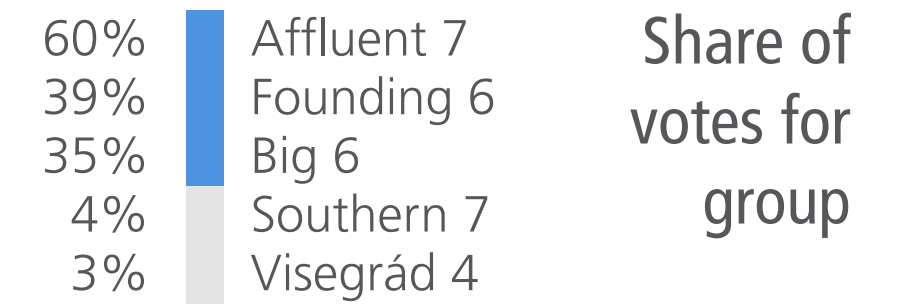 60% Affluent 7
39% Founding 6
35% Big 6
4% Southern 7
3% Visegrád 4
Share of
votes for
group